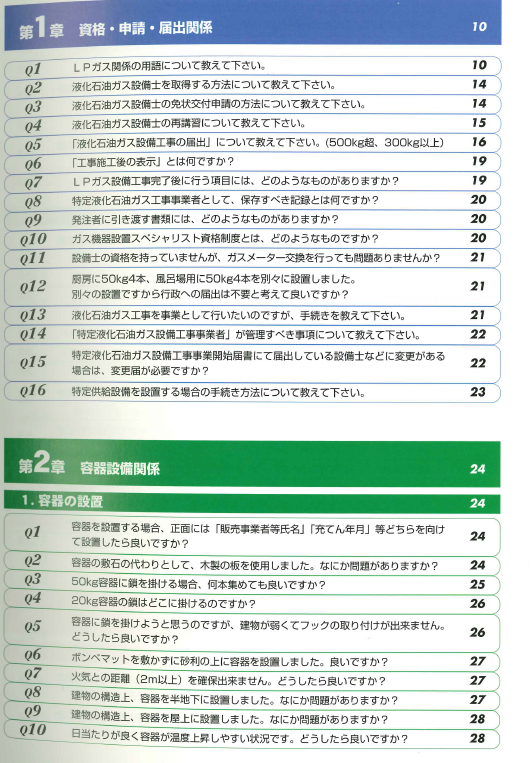 第1章 資格・申請・届出関係 10
Q1 LPガス関係の用語について教えて下さい。 10
Q2 液化石油ガス設備士を取得する方法について教えて下さい。 14
Q3 液化石油ガス設備士の免状交付申請の方法について教えて下さい。 14
Q4 液化石油ガス設備士の再講習について教えて下さい。 15
Q5 「液化石油ガス設備工事の届出」について教えて下さい。(500kg超、300kg以上) 16
Q6 「工事施工後の表示」とは何ですか？ 19
Q7 LPガス設備工事完了後に行う項目には、どのようなものがありますか？ 19
Q8 特定液化石油ガス工事事業者として、保存すべき記録とは何ですか？ 20
Q9 発注者に引き渡す書類には、どのようなものがありますか？ 20
Q10 ガス機器設置スペシャリスト資格制度とは、どのようなものですか？ 20
Q11 設備士の資格を持っていませんが、ガスメーター交換を行っても問題ありませんか？ 21
Q12 厨房に50kg4本、風呂場用に50kg4本を別々に設置しました。
別々の設置ですから行政への届出は不要と考えて良いですか？ 21
Q13 液化石油ガス工事を事業として行いたいのですが、手続きを教えて下さい。 21
Q14 「特定液化石油ガス設備工事事業者」が管理すべき事項について教えて下さい。 22
Q15 特定液化石油ガス設備工事事業開始届書にて届出している設備士などに変更がある
場合は、変更届が必要ですか？ 22
Q16 特定供給設備を設置する場合の手続き方法について教えて下さい。 23
第2章 容器設備関係 24
1. 容器の設置 24
Q1 容器を設置する場合、正面には「販売事業者等氏名」「充てん年月」等どちらを向け
て設置したら良いですか？ 24
Q2 容器の敷石の代わりとして、木製の板を使用しました。なにか問題がありますか？ 24
Q3 50kg容器に鎖を掛ける場合、何本集めても良いですか？ 25
Q4 20kg容器の鎖はどこに掛けるのですか？ 26
Q5 容器に鎖を掛けようと思うのですが、建物が弱くてフックの取り付けが出来ません。
どうしたら良いですか？ 26
Q6 ボンベマットを敷かずに砂利の上に容器を設置しました。良いですか？ 27
Q7 火気との距離（2m以上）を確保出来ません。どうしたら良いですか？ 27
Q8 建物の構造上、容器を半地下に設置しました。なにか問題がありますか？ 27
Q9 建物の構造上、容器を屋上に設置しました。なにか問題がありますか？ 28
Q10 日当たりが良く容器が温度上昇しやすい状況です。どうしたら良いですか？ 28